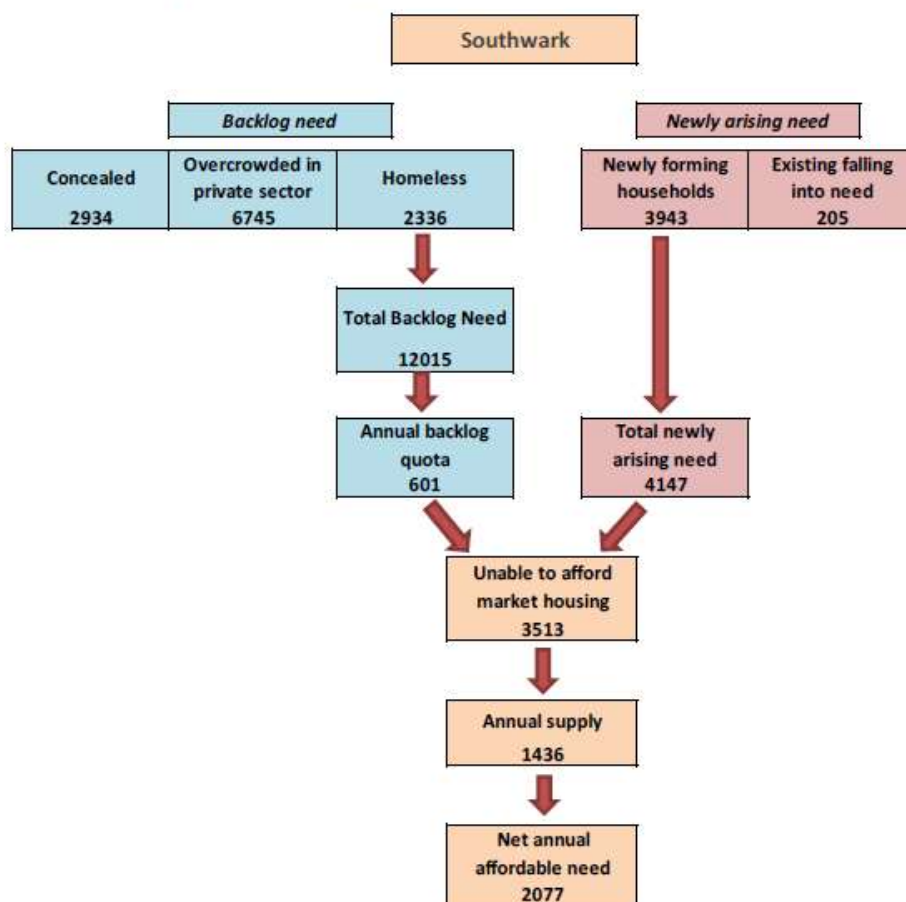 Southwark
Backlog need
Newly arising need
Concealed
2934
Overcrowded in
private sector
6745
Homeless
2336
Newly forming
households
3943
Existing falling
into need
205
Total Backlog Need
12015
Annual backlog
quota
601
Total newly
arising need
4147
Unable to afford
market housing
3513
Annual supply
1436
Net annual
affordable need
2077